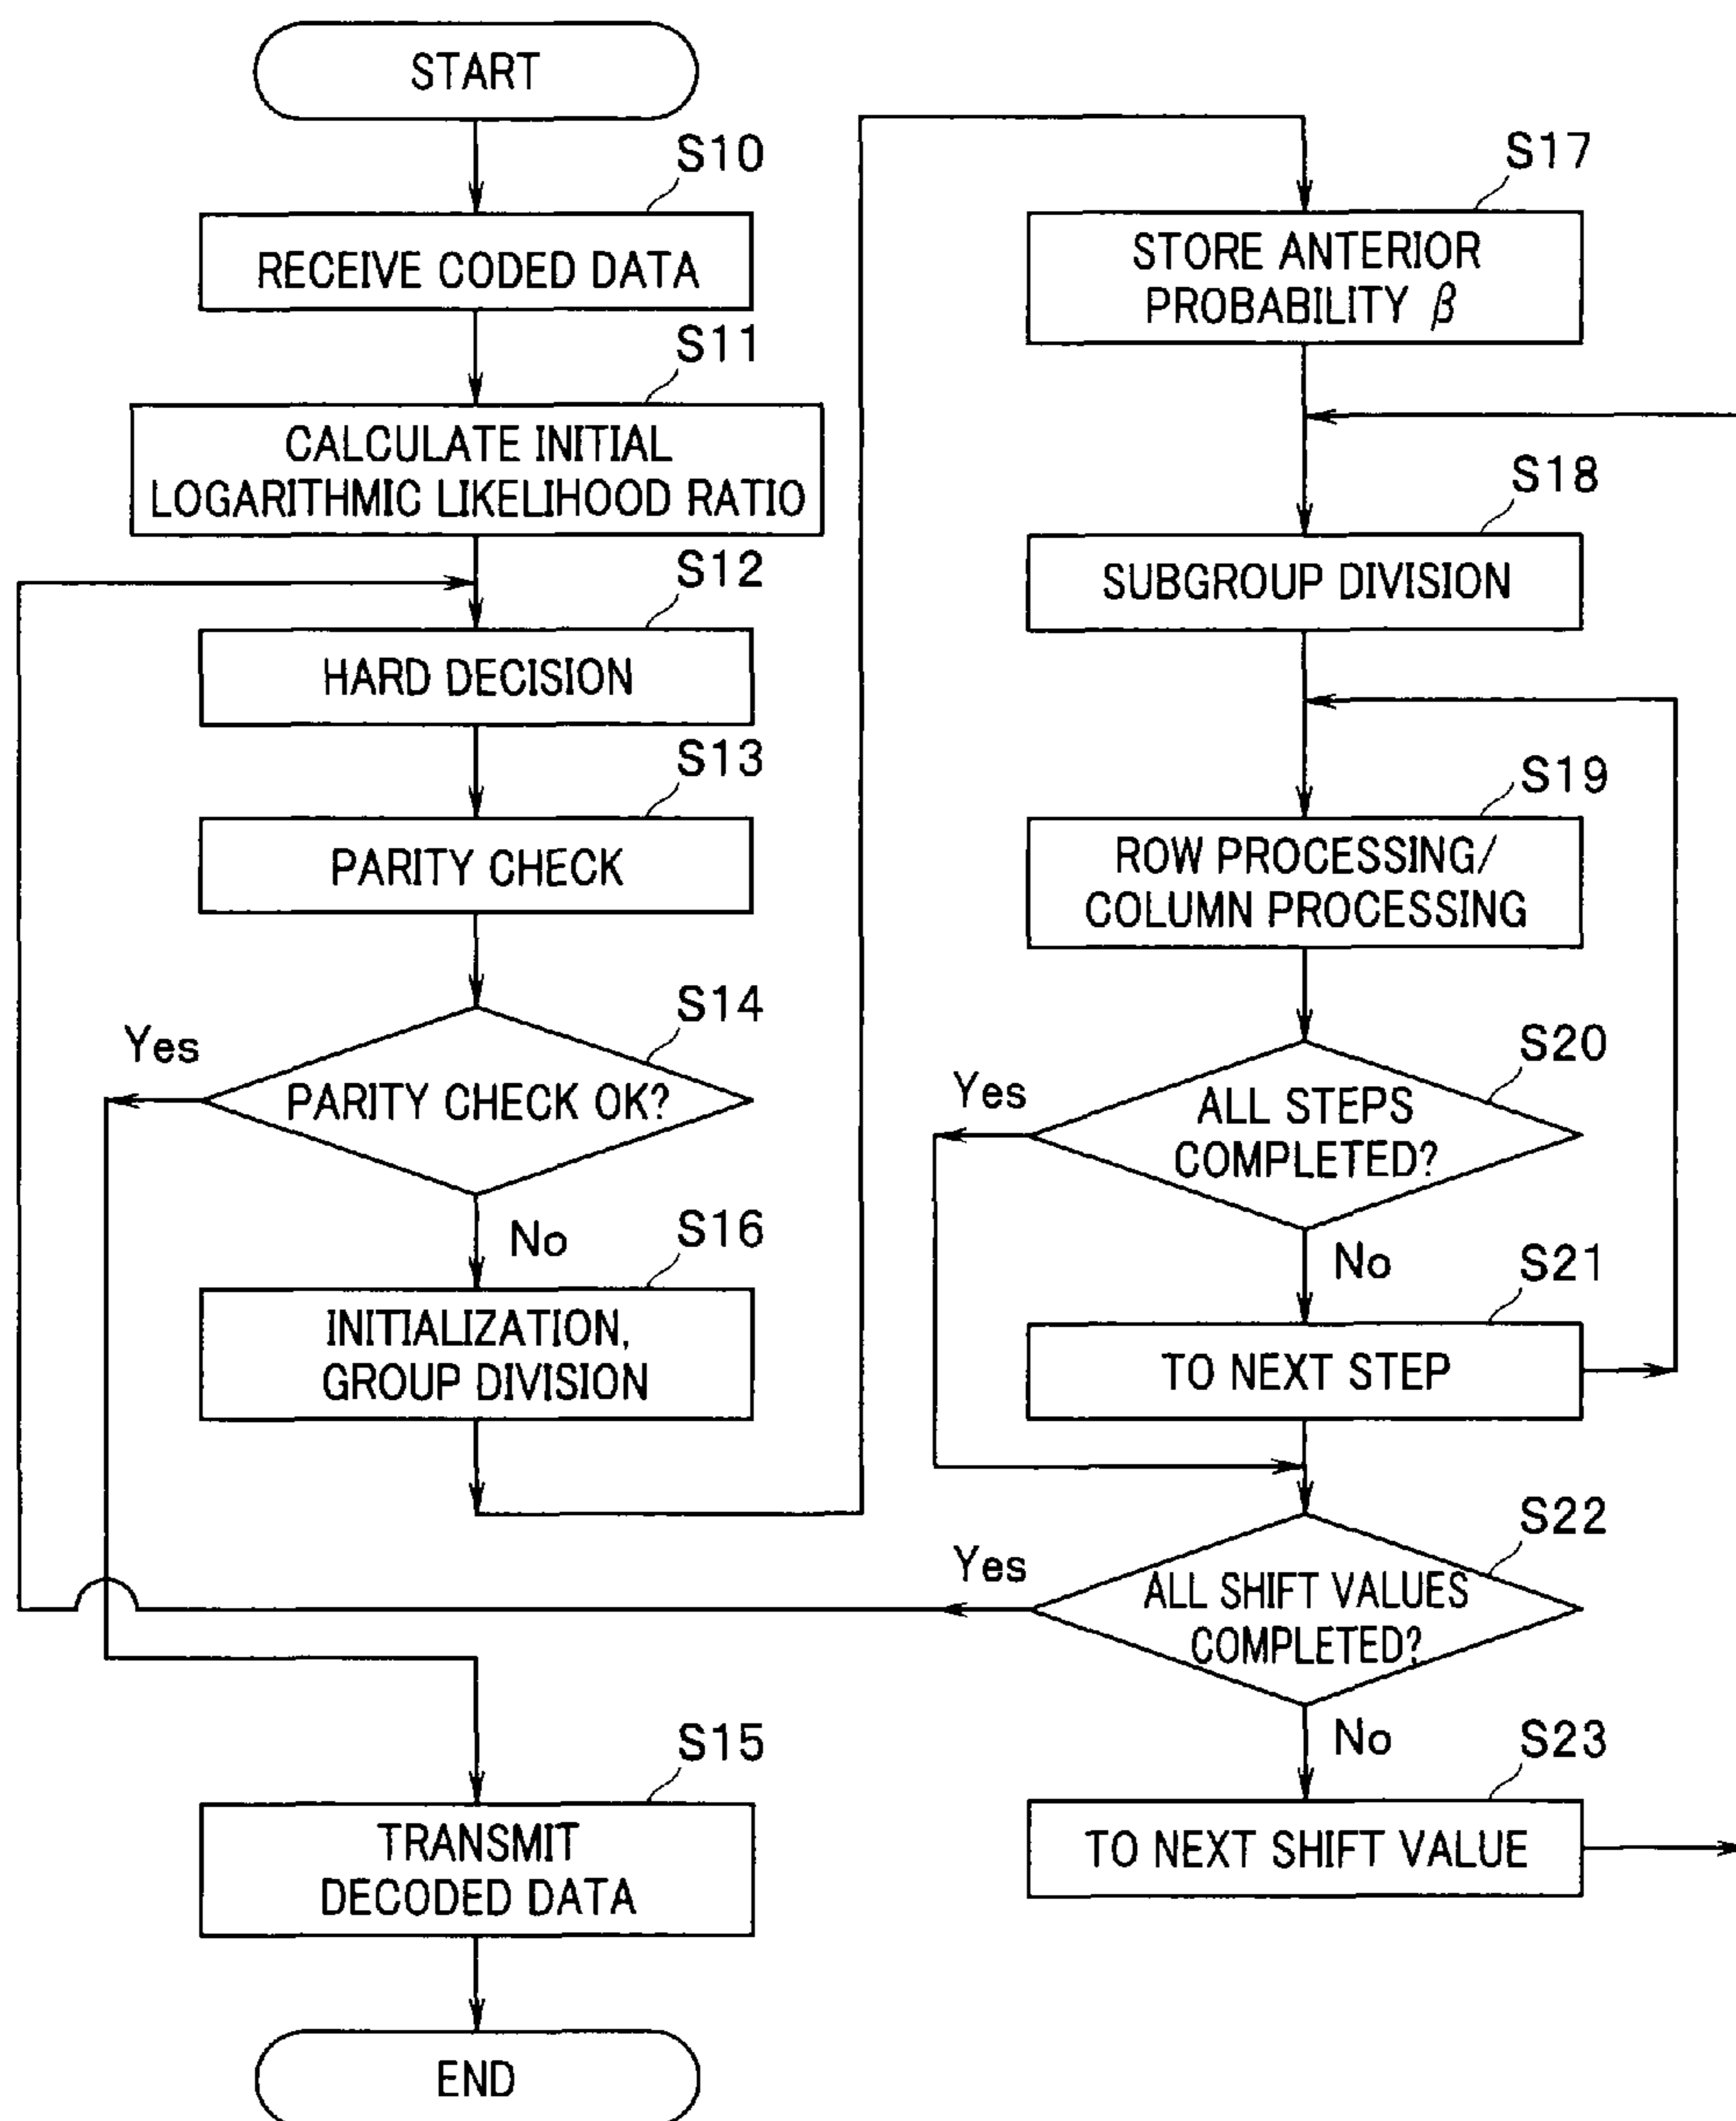 START
S10
RECEIVE CODED DATA
S11
CALCULATE INITIAL
LOGARITHMIC LIKELIHOOD RATIO
S12
HARD DECISION
S13
PARITY CHECK
S14
Yes
PARITY CHECK OK?
No
S16
INITIALIZATION,
GROUP DIVISION
S15
TRANSMIT
DECODED DATA
END
S17
STORE ANTERIOR
PROBABILITY β
S18
SUBGROUP DIVISION
S19
ROW PROCESSING/
COLUMN PROCESSING
S20
Yes
ALL STEPS
COMPLETED?
No
S21
TO NEXT STEP
S22
Yes
ALL SHIFT VALUES
COMPLETED?
No
S23
TO NEXT SHIFT VALUE